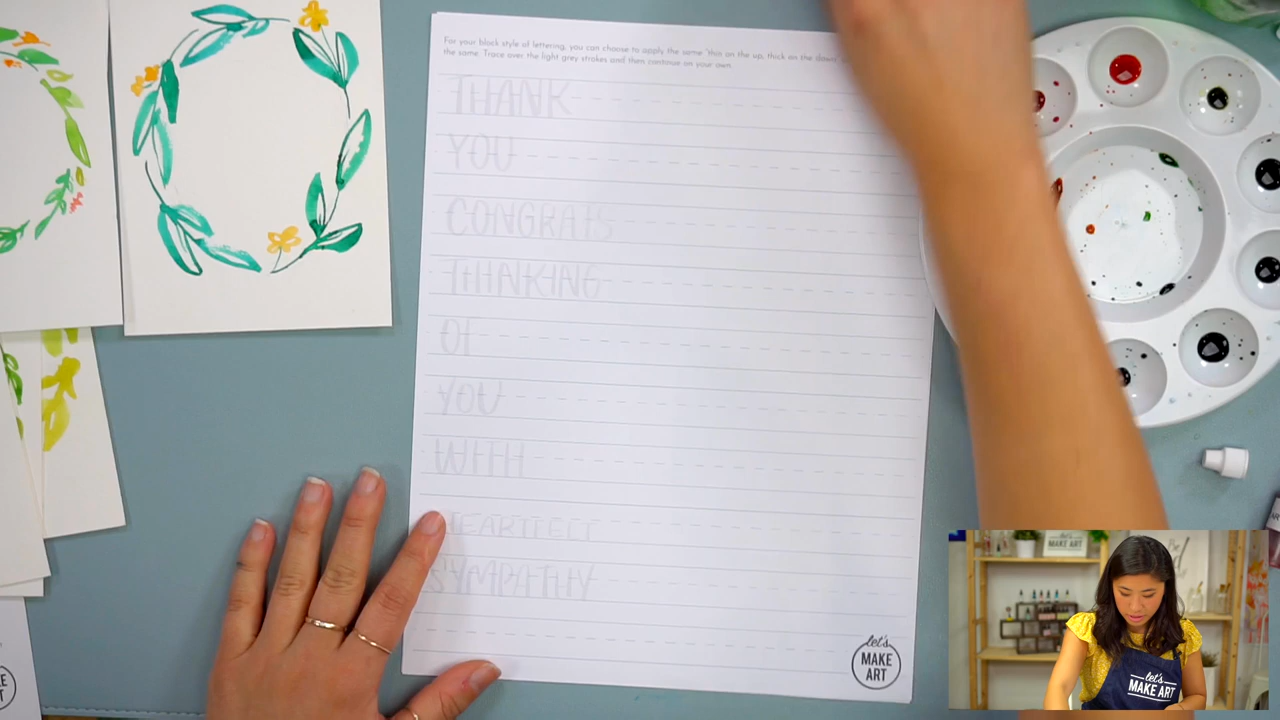 For your block style of lettering, you can choose to apply the same "thin on the up, thick on the down"
the same. Trace over the light grey strokes and then continue on your own.
THANK
YOU
CONGRATS
THINKING
OF
YOU
WITH
HEARTFELT
SYMPATHY
let's
MAKE
ART
MAKE ART
let's
MAKE ART